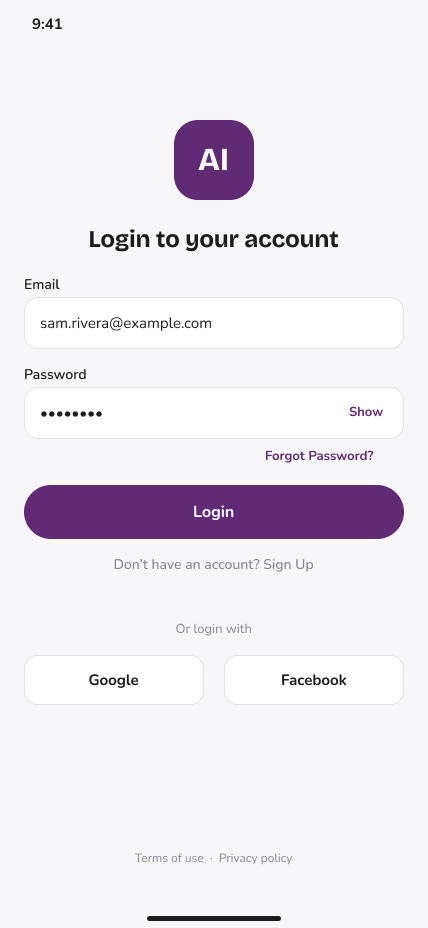 9:41
AI
Login to your account
Email
sam.rivera@example.com
Password
•••••••• Show
Forgot Password?
Login
Don’t have an account? Sign Up
Or login with
Google Facebook
Terms of use · Privacy policy